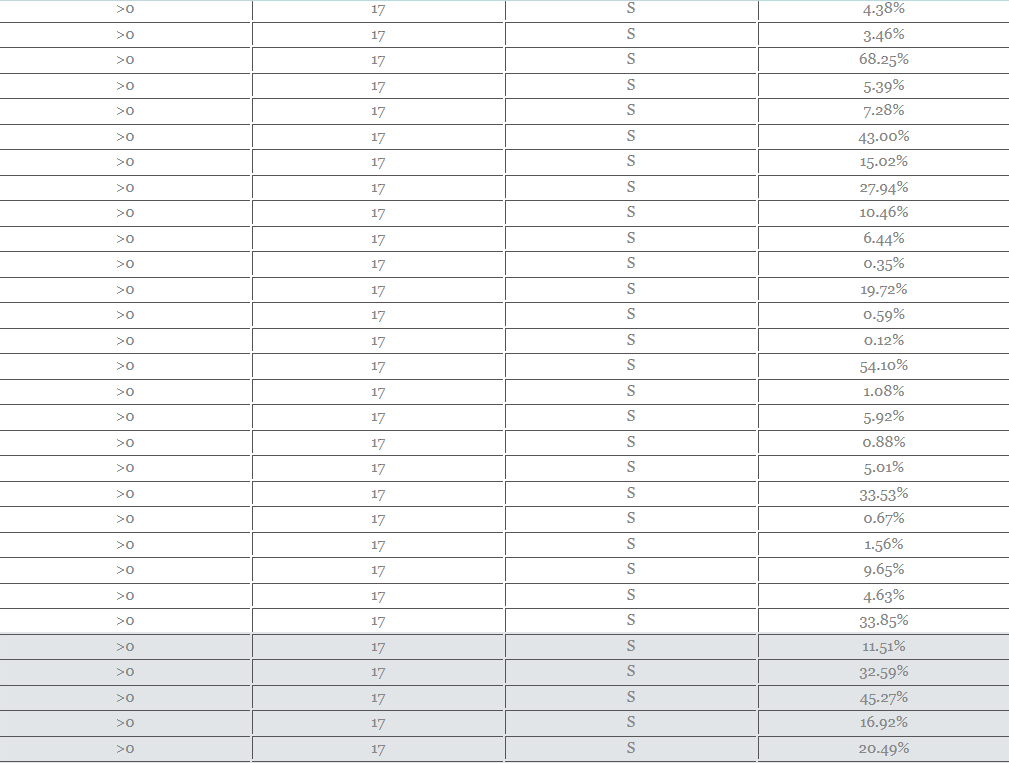 >0 17 S 4.38%
>0 17 S 3.46%
>0 17 S 68.25%
>0 17 S 5.39%
>0 17 S 7.28%
>0 17 S 43.00%
>0 17 S 15.02%
>0 17 S 27.94%
>0 17 S 10.46%
>0 17 S 6.44%
>0 17 S 0.35%
>0 17 S 19.72%
>0 17 S 0.59%
>0 17 S 0.12%
>0 17 S 54.10%
>0 17 S 1.08%
>0 17 S 5.92%
>0 17 S 0.88%
>0 17 S 5.01%
>0 17 S 33.53%
>0 17 S 0.67%
>0 17 S 1.56%
>0 17 S 9.65%
>0 17 S 4.63%
>0 17 S 33.85%
>0 17 S 11.51%
>0 17 S 32.59%
>0 17 S 45.27%
>0 17 S 16.92%
>0 17 S 20.49%